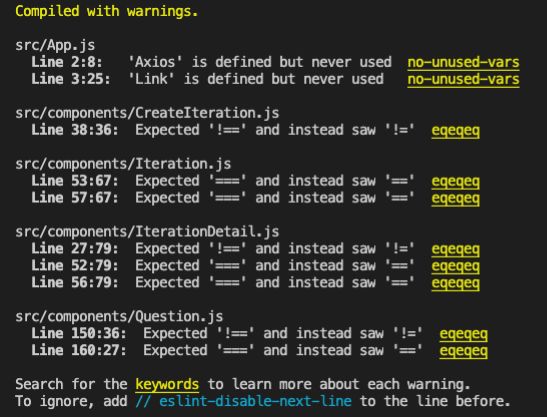 Compiled with warnings.
src/App.js
Line 2:8: 'Axios' is defined but never used no-unused-vars
Line 3:25: 'Link' is defined but never used no-unused-vars
src/components/CreateIteration.js
Line 38:36: Expected '!==' and instead saw '!=' eqeqeq
src/components/Iteration.js
Line 53:67: Expected '===' and instead saw '==' eqeqeq
Line 57:67: Expected '===' and instead saw '==' eqeqeq
src/components/IterationDetail.js
Line 27:79: Expected '!==' and instead saw '!=' eqeqeq
Line 52:79: Expected '===' and instead saw '==' eqeqeq
Line 56:79: Expected '===' and instead saw '==' eqeqeq
src/components/Question.js
Line 150:36: Expected '!==' and instead saw '!=' eqeqeq
Line 160:27: Expected '===' and instead saw '==' eqeqeq
Search for the keywords to learn more about each warning.
To ignore, add // eslint-disable-next-line to the line before.